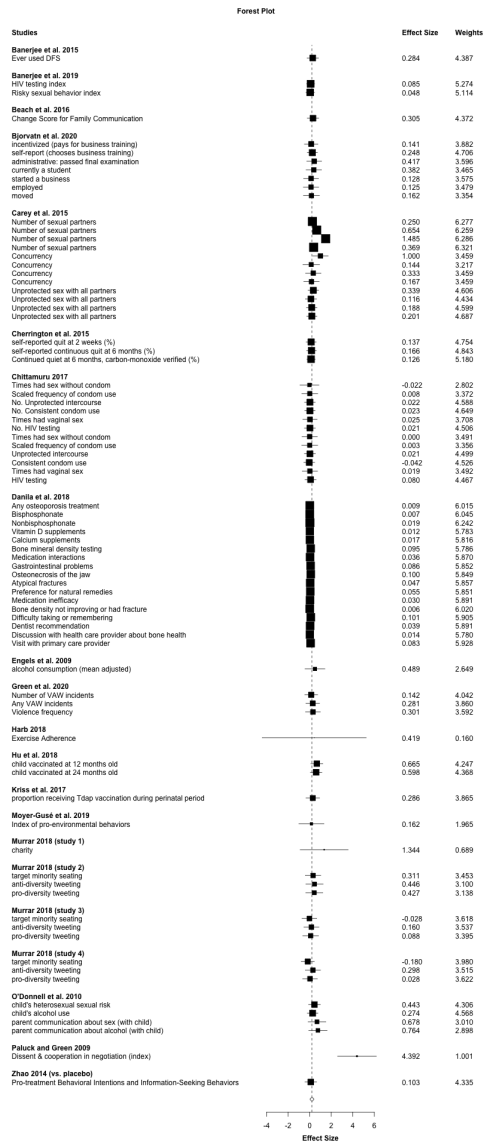 Forest Plot
Studies Effect Size Weights
Banerjee et al. 2015
Ever used DFS 0.284 4.387
Banerjee et al. 2019
HIV testing index 0.085 5.274
Risky sexual behavior index 0.048 5.114
Beach et al. 2016
Change Score for Family Communication 0.305 4.372
Bjorvatn et al. 2020
incentivized (pays for business training) 0.141 3.882
self-report (chooses business training) 0.248 4.706
administrative: passed final examination 0.417 3.596
currently a student 0.382 3.465
started a business 0.128 3.575
employed 0.125 3.479
moved 0.162 3.354
Carey et al. 2015
Number of sexual partners 0.250 6.277
Number of sexual partners 0.654 6.259
Number of sexual partners 1.485 6.286
Number of sexual partners 0.369 6.321
Concurrency 1.000 3.459
Concurrency 0.144 3.217
Concurrency 0.333 3.459
Concurrency 0.167 3.459
Unprotected sex with all partners 0.339 4.606
Unprotected sex with all partners 0.116 4.434
Unprotected sex with all partners 0.188 4.599
Unprotected sex with all partners 0.201 4.687
Cherrington et al. 2015
self-reported quit at 2 weeks (%) 0.137 4.754
self-reported continuous quit at 6 months (%) 0.166 4.843
Continued quiet at 6 months, carbon-monoxide verified (%) 0.126 5.180
Chittamuru 2017
Times had sex without condom -0.022 2.802
Scaled frequency of condom use 0.008 3.372
No. Unprotected intercourse 0.022 4.588
No. Consistent condom use 0.023 4.649
Times had vaginal sex 0.025 3.708
No. HIV testing 0.021 4.506
Times had sex without condom 0.000 3.491
Scaled frequency of condom use 0.003 3.356
Unprotected intercourse 0.021 4.499
Consistent condom use -0.042 4.526
Times had vaginal sex 0.019 3.492
HIV testing 0.080 4.467
Danila et al. 2018
Any osteoporosis treatment 0.009 6.015
Bisphosphonate 0.007 6.045
Nonbisphosphonate 0.019 6.242
Vitamin D supplements 0.012 5.783
Calcium supplements 0.017 5.816
Bone mineral density testing 0.095 5.786
Medication interactions 0.036 5.870
Gastrointestinal problems 0.086 5.852
Osteonecrosis of the jaw 0.100 5.849
Atypical fractures 0.047 5.857
Preference for natural remedies 0.055 5.851
Medication inefficacy 0.030 5.891
Bone density not improving or had fracture 0.006 6.020
Difficulty taking or remembering 0.101 5.905
Dentist recommendation 0.039 5.891
Discussion with health care provider about bone health 0.014 5.780
Visit with primary care provider 0.083 5.928
Engels et al. 2009
alcohol consumption (mean adjusted) 0.489 2.649
Green et al. 2020
Number of VAW incidents 0.142 4.042
Any VAW incidents 0.281 3.860
Violence frequency 0.301 3.592
Harb 2018
Exercise Adherence 0.419 0.160
Hu et al. 2018
child vaccinated at 12 months old 0.665 4.247
child vaccinated at 24 months old 0.598 4.368
Kriss et al. 2017
proportion receiving Tdap vaccination during perinatal period 0.286 3.865
Moyer-Gusé et al. 2019
Index of pro-environmental behaviors 0.162 1.965
Murrar 2018 (study 1)
charity 1.344 0.689
Murrar 2018 (study 2)
target minority seating 0.311 3.453
anti-diversity tweeting 0.446 3.100
pro-diversity tweeting 0.427 3.138
Murrar 2018 (study 3)
target minority seating -0.028 3.618
anti-diversity tweeting 0.160 3.537
pro-diversity tweeting 0.088 3.395
Murrar 2018 (study 4)
target minority seating -0.180 3.980
anti-diversity tweeting 0.298 3.515
pro-diversity tweeting 0.028 3.622
O'Donnell et al. 2010
child's heterosexual sexual risk 0.443 4.306
child's alcohol use 0.274 4.568
parent communication about sex (with child) 0.678 3.010
parent communication about alcohol (with child) 0.764 2.898
Paluck and Green 2009
Dissent & cooperation in negotiation (index) 4.392 1.001
Zhao 2014 (vs. placebo)
Pro-treatment Behavioral Intentions and Information-Seeking Behaviors 0.103 4.335
-4 -2 0 2 4 6
Effect Size